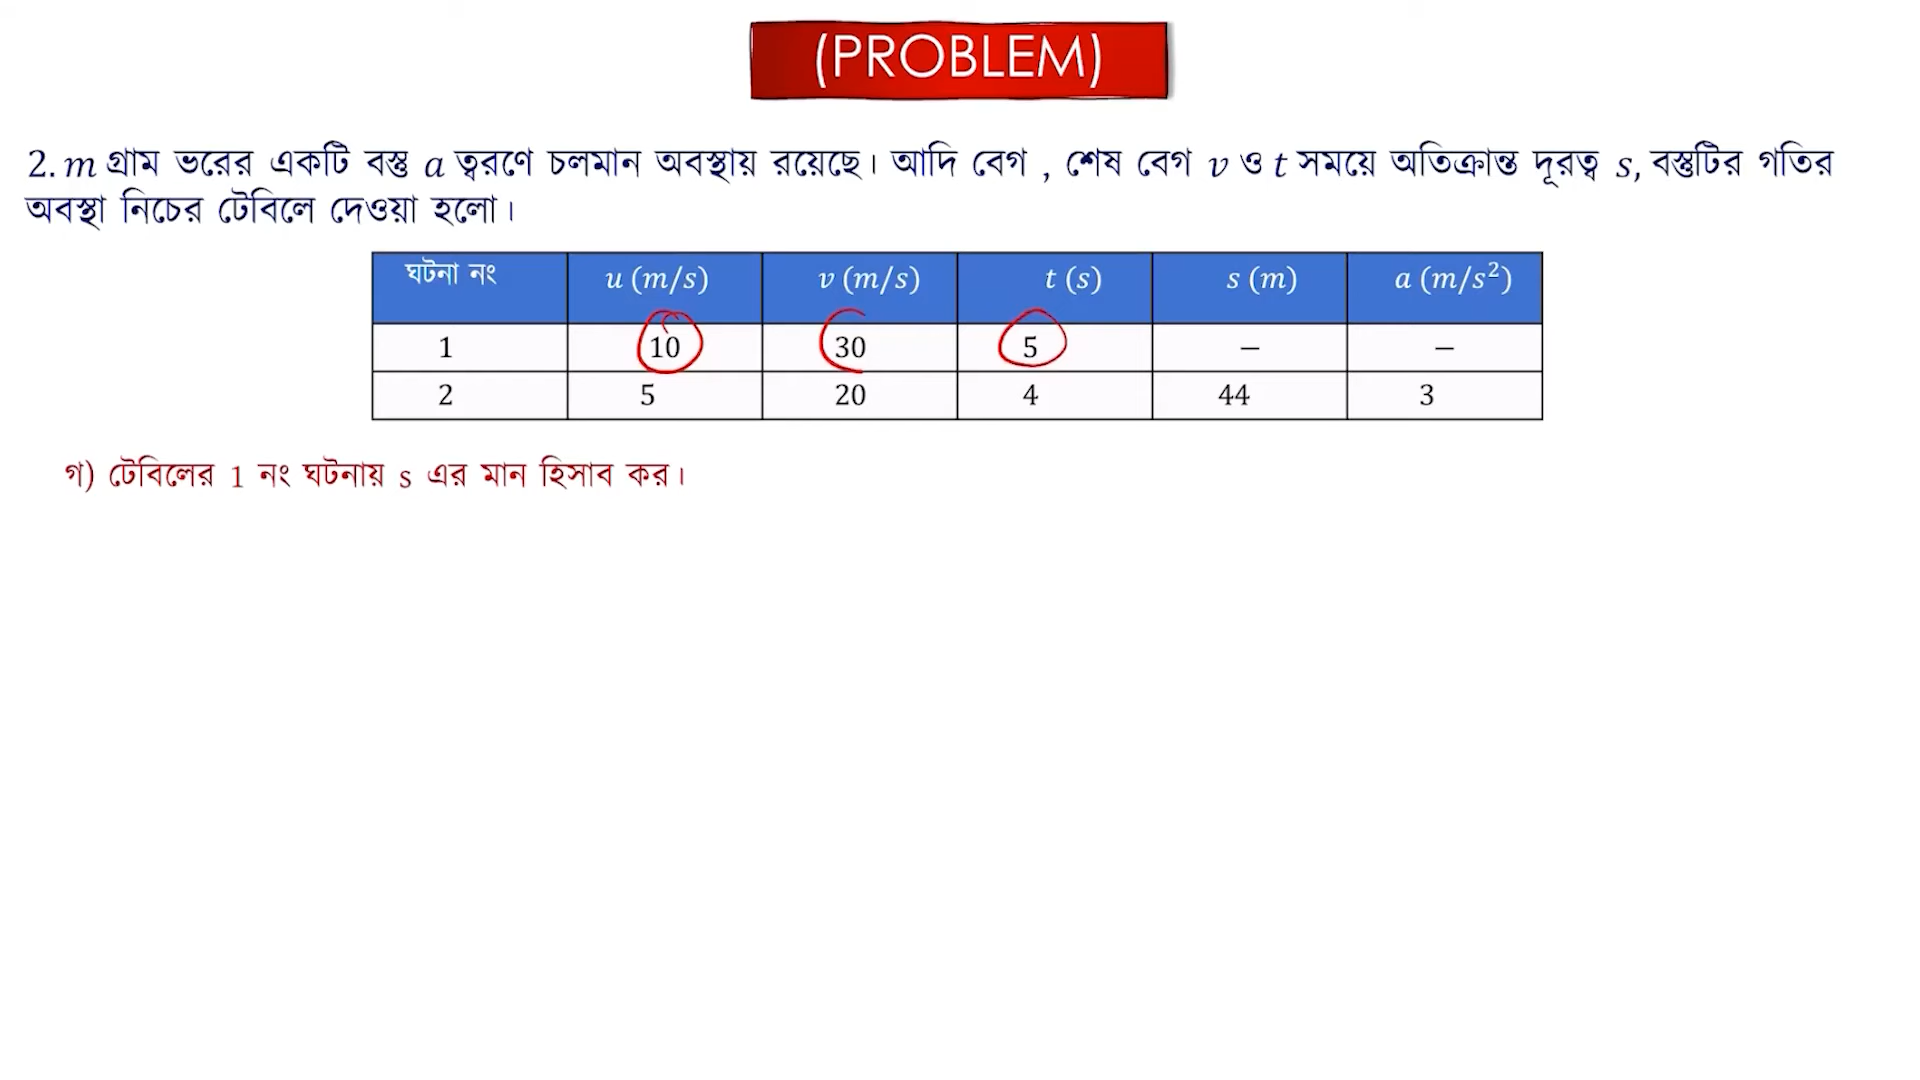 (PROBLEM)
2. m গ্রাম ভরের একটি বস্তু a ত্বরণে চলমান অবস্থায় রয়েছে। আদি বেগ , শেষ বেগ v ও t সময়ে অতিক্রান্ত দূরত্ব s, বস্তুটির গতির
অবস্থা নিচের টেবিলে দেওয়া হলো।
ঘটনা নং u (m/s) v (m/s) t (s) s (m) a (m/s²)
1 10 30 5 − −
2 5 20 4 44 3
গ) টেবিলের 1 নং ঘটনায় s এর মান হিসাব কর।